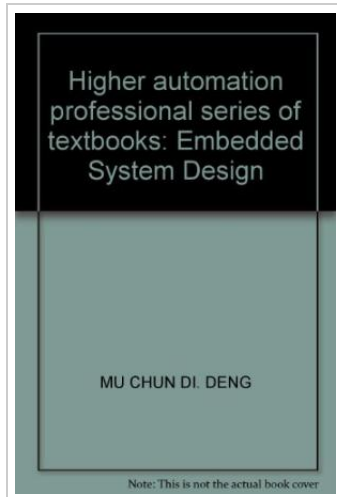 Higher automation
professional series of
textbooks: Embedded
System Design
MU CHUN DI. DENG
Note: This is not the actual book cover